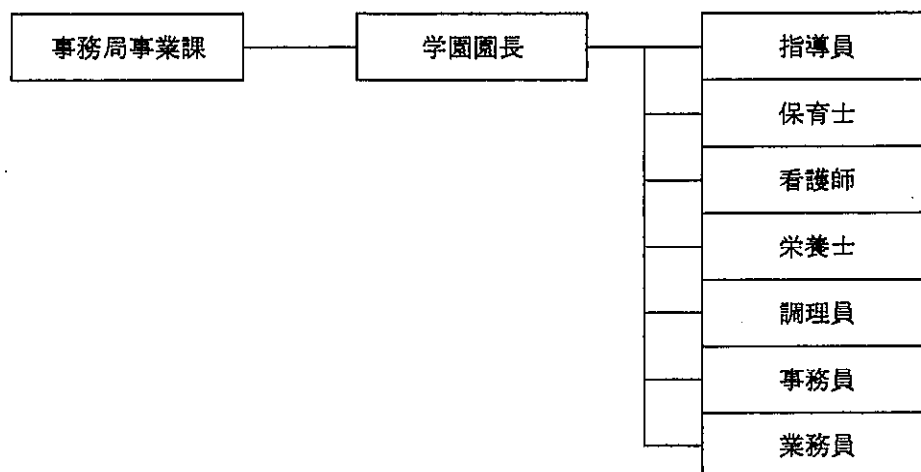 事務局事業課
学園園長
指導員
保育士
看護師
栄養士
調理員
事務員
業務員